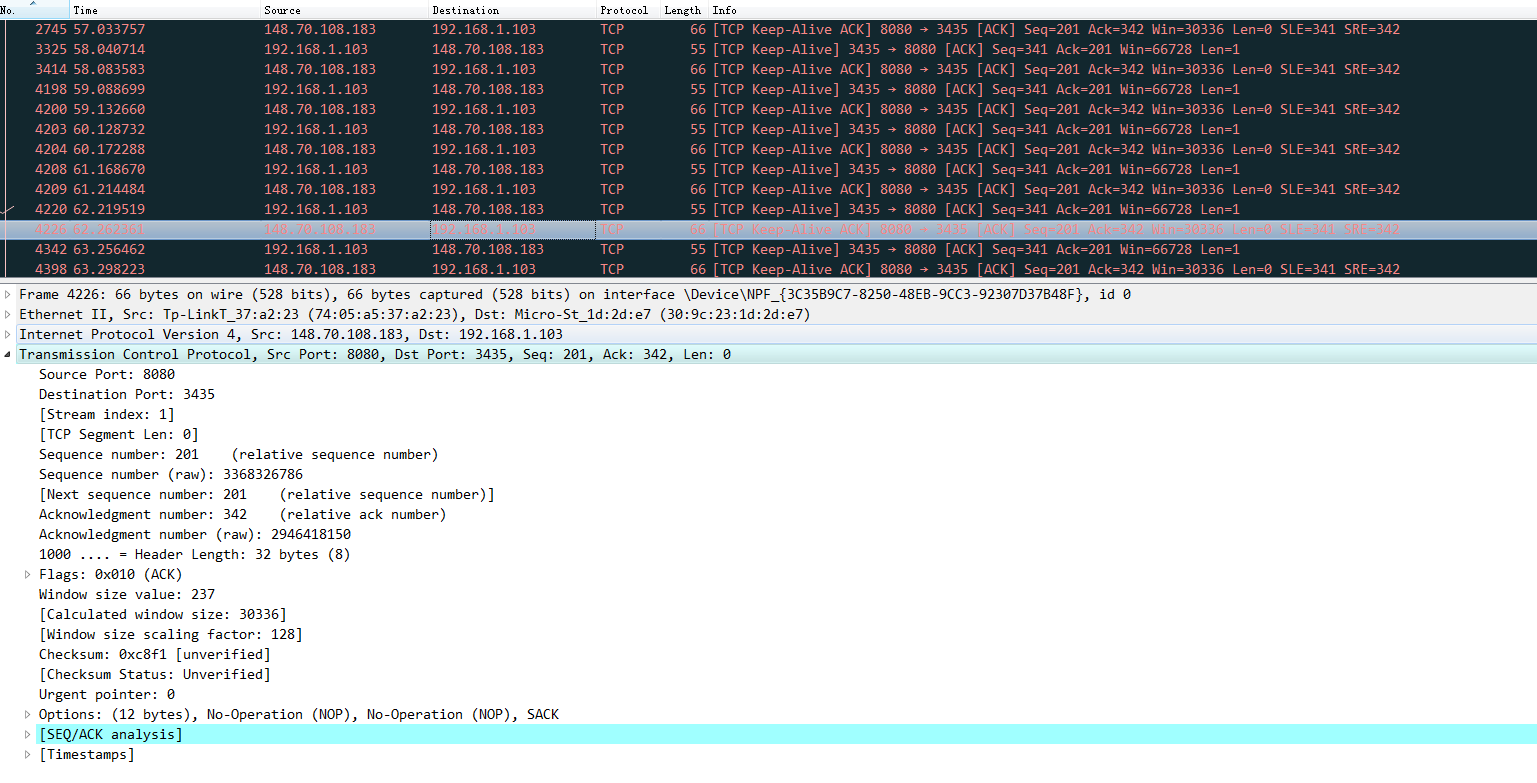 No. Time Source Destination Protocol Length Info
2745 57.033757 148.70.108.183 192.168.1.103 TCP 66 [TCP Keep-Alive ACK] 8080 → 3435 [ACK] Seq=201 Ack=342 Win=30336 Len=0 SLE=341 SRE=342
3325 58.040714 192.168.1.103 148.70.108.183 TCP 55 [TCP Keep-Alive] 3435 → 8080 [ACK] Seq=341 Ack=201 Win=66728 Len=1
3414 58.083583 148.70.108.183 192.168.1.103 TCP 66 [TCP Keep-Alive ACK] 8080 → 3435 [ACK] Seq=201 Ack=342 Win=30336 Len=0 SLE=341 SRE=342
4198 59.088699 192.168.1.103 148.70.108.183 TCP 55 [TCP Keep-Alive] 3435 → 8080 [ACK] Seq=341 Ack=201 Win=66728 Len=1
4200 59.132660 148.70.108.183 192.168.1.103 TCP 66 [TCP Keep-Alive ACK] 8080 → 3435 [ACK] Seq=201 Ack=342 Win=30336 Len=0 SLE=341 SRE=342
4203 60.128732 192.168.1.103 148.70.108.183 TCP 55 [TCP Keep-Alive] 3435 → 8080 [ACK] Seq=341 Ack=201 Win=66728 Len=1
4204 60.172288 148.70.108.183 192.168.1.103 TCP 66 [TCP Keep-Alive ACK] 8080 → 3435 [ACK] Seq=201 Ack=342 Win=30336 Len=0 SLE=341 SRE=342
4208 61.168670 192.168.1.103 148.70.108.183 TCP 55 [TCP Keep-Alive] 3435 → 8080 [ACK] Seq=341 Ack=201 Win=66728 Len=1
4209 61.214484 148.70.108.183 192.168.1.103 TCP 66 [TCP Keep-Alive ACK] 8080 → 3435 [ACK] Seq=201 Ack=342 Win=30336 Len=0 SLE=341 SRE=342
4220 62.219519 192.168.1.103 148.70.108.183 TCP 55 [TCP Keep-Alive] 3435 → 8080 [ACK] Seq=341 Ack=201 Win=66728 Len=1
4226 62.262361 148.70.108.183 192.168.1.103 TCP 66 [TCP Keep-Alive ACK] 8080 → 3435 [ACK] Seq=201 Ack=342 Win=30336 Len=0 SLE=341 SRE=342
4342 63.256462 192.168.1.103 148.70.108.183 TCP 55 [TCP Keep-Alive] 3435 → 8080 [ACK] Seq=341 Ack=201 Win=66728 Len=1
4398 63.298223 148.70.108.183 192.168.1.103 TCP 66 [TCP Keep-Alive ACK] 8080 → 3435 [ACK] Seq=201 Ack=342 Win=30336 Len=0 SLE=341 SRE=342
Frame 4226: 66 bytes on wire (528 bits), 66 bytes captured (528 bits) on interface \Device\NPF_{3C35B9C7-8250-48EB-9CC3-92307D37B48F}, id 0
Ethernet II, Src: Tp-LinkT_37:a2:23 (74:05:a5:37:a2:23), Dst: Micro-St_1d:2d:e7 (30:9c:23:1d:2d:e7)
Internet Protocol Version 4, Src: 148.70.108.183, Dst: 192.168.1.103
Transmission Control Protocol, Src Port: 8080, Dst Port: 3435, Seq: 201, Ack: 342, Len: 0
Source Port: 8080
Destination Port: 3435
[Stream index: 1]
[TCP Segment Len: 0]
Sequence number: 201 (relative sequence number)
Sequence number (raw): 3368326786
[Next sequence number: 201 (relative sequence number)]
Acknowledgment number: 342 (relative ack number)
Acknowledgment number (raw): 2946418150
1000 .... = Header Length: 32 bytes (8)
Flags: 0x010 (ACK)
Window size value: 237
[Calculated window size: 30336]
[Window size scaling factor: 128]
Checksum: 0xc8f1 [unverified]
[Checksum Status: Unverified]
Urgent pointer: 0
Options: (12 bytes), No-Operation (NOP), No-Operation (NOP), SACK
[SEQ/ACK analysis]
[Timestamps]